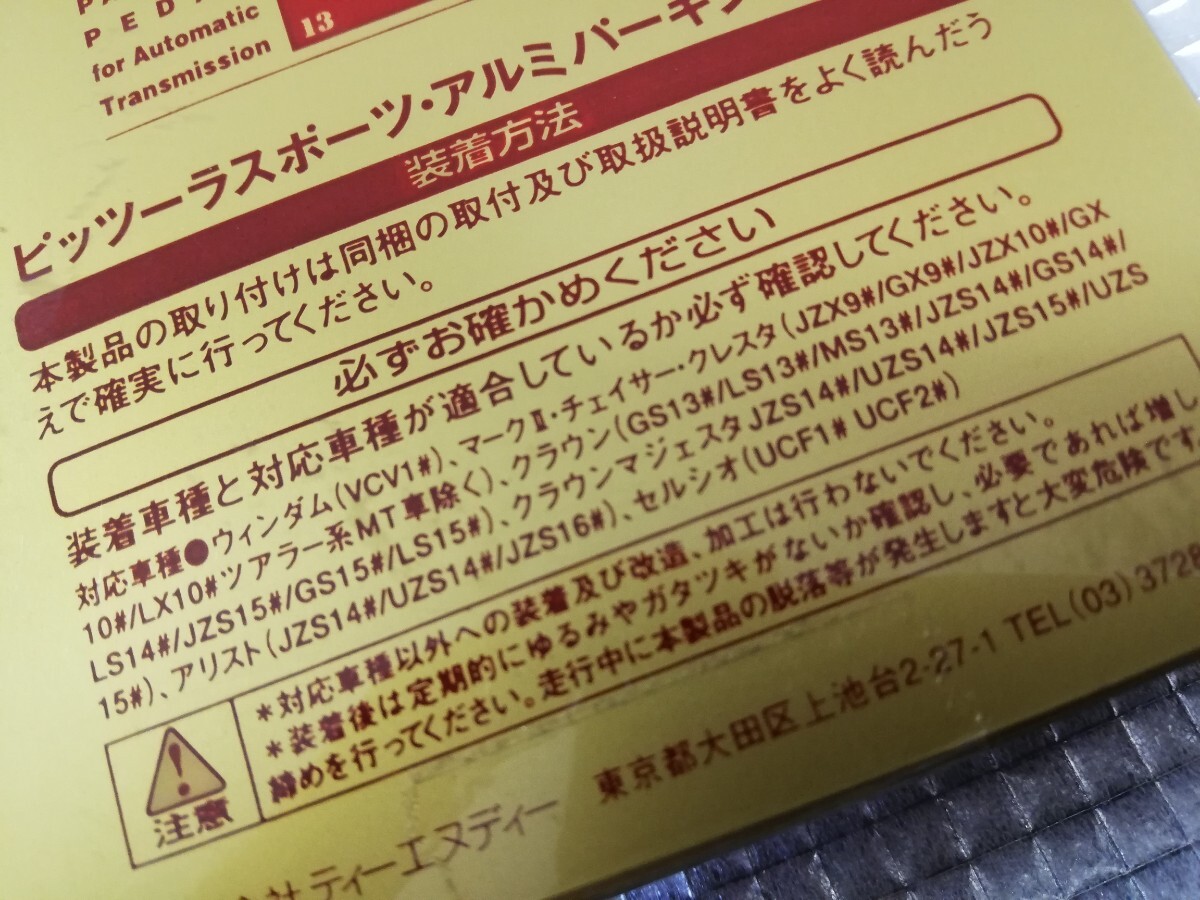 PED
for Automatic
Transmission
13
ピッツーラスポーツ・アルミパーキン
装着方法
本製品の取り付けは同梱の取付及び取扱説明書をよく読んだう
えで確実に行ってください。
必ずお確かめください
装着車種と対応車種が適合しているか必ず確認してください。
対応車種●ウィンダム(VCV1#)、マークⅡ・チェイサー・クレスタ(JZX9#/GX9#/JZX10#/GX
10#/LX10#ツアラー系MT車除く)、クラウン(GS13#/LS13#/MS13#/JZS14#/GS14#/
LS14#/JZS15#/GS15#/LS15#)、クラウンマジェスタJZS14#/UZS14#/JZS15#/UZS
15#)、アリスト(JZS14#/UZS14#/JZS16#)、セルシオ(UCF1# UCF2#)
注意
*対応車種以外への装着及び改造、加工は行わないでください。
*装着後は定期的にゆるみやガタツキがないか確認し、必要であれば増し
締めを行ってください。走行中に本製品の脱落等が発生しますと大変危険です
会社 ティーエヌディー 東京都大田区上池台2-27-1 TEL(03)3728